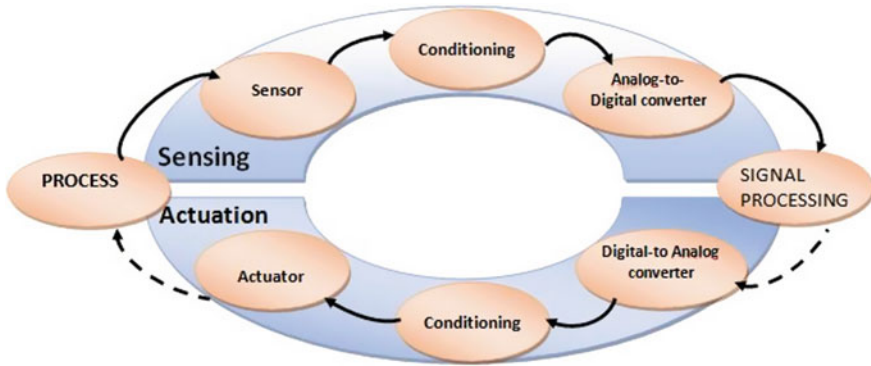 Conditioning
Sensor
Analog-to-
Digital converter
Sensing
PROCESS
SIGNAL
PROCESSING
Actuation
Digital-to Analog
converter
Actuator
Conditioning